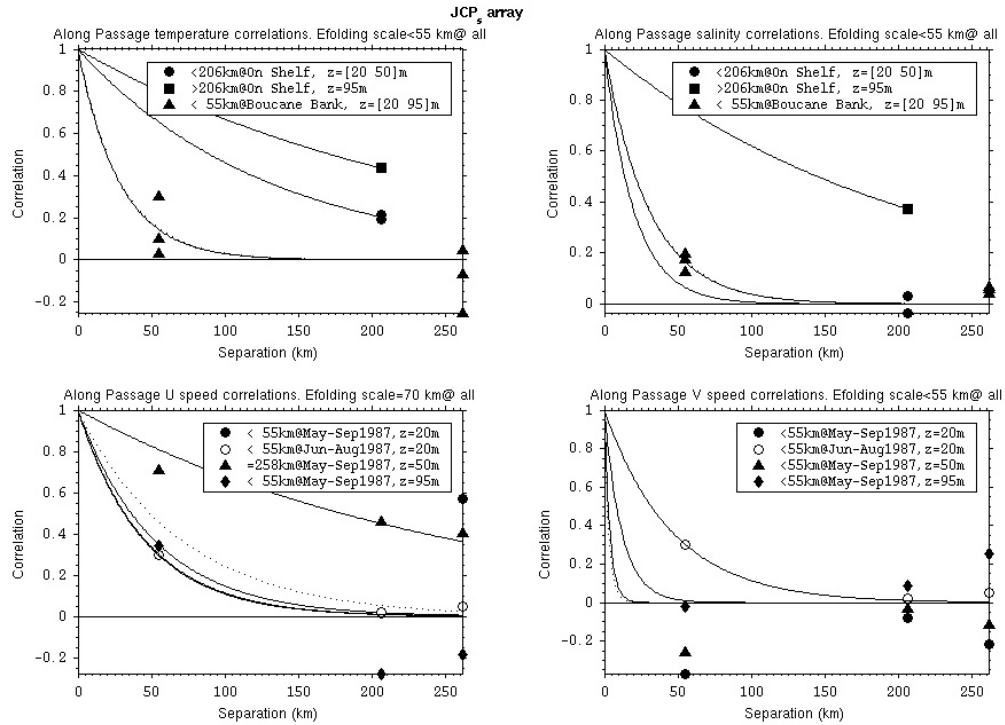 JCPs array
Along Passage temperature correlations. Efolding scale<55 km@ all
<206km@On Shelf, z=[20 50]m
>206km@On Shelf, z=95m
< 55km@Boucane Bank, z=[20 95]m
Correlation
1
0.8
0.6
0.4
0.2
0
-0.2
0 50 100 150 200 250
Separation (km)
Along Passage salinity correlations. Efolding scale<55 km@ all
<206km@On Shelf, z=[20 50]m
>206km@On Shelf, z=95m
< 55km@Boucane Bank, z=[20 95]m
Correlation
1
0.8
0.6
0.4
0.2
0
0 50 100 150 200 250
Separation (km)
Along Passage U speed correlations. Efolding scale=70 km@ all
< 55km@May-Sep1987,z=20m
< 55km@Jun-Aug1987,z=20m
=258km@May-Sep1987,z=50m
< 55km@May-Sep1987,z=95m
Correlation
1
0.8
0.6
0.4
0.2
0
-0.2
0 50 100 150 200 250
Separation (km)
Along Passage V speed correlations. Efolding scale<55 km@ all
<55km@May-Sep1987,z=20m
<55km@Jun-Aug1987,z=20m
<55km@May-Sep1987,z=50m
<55km@May-Sep1987,z=95m
Correlation
1
0.8
0.6
0.4
0.2
0
-0.2
0 50 100 150 200 250
Separation (km)